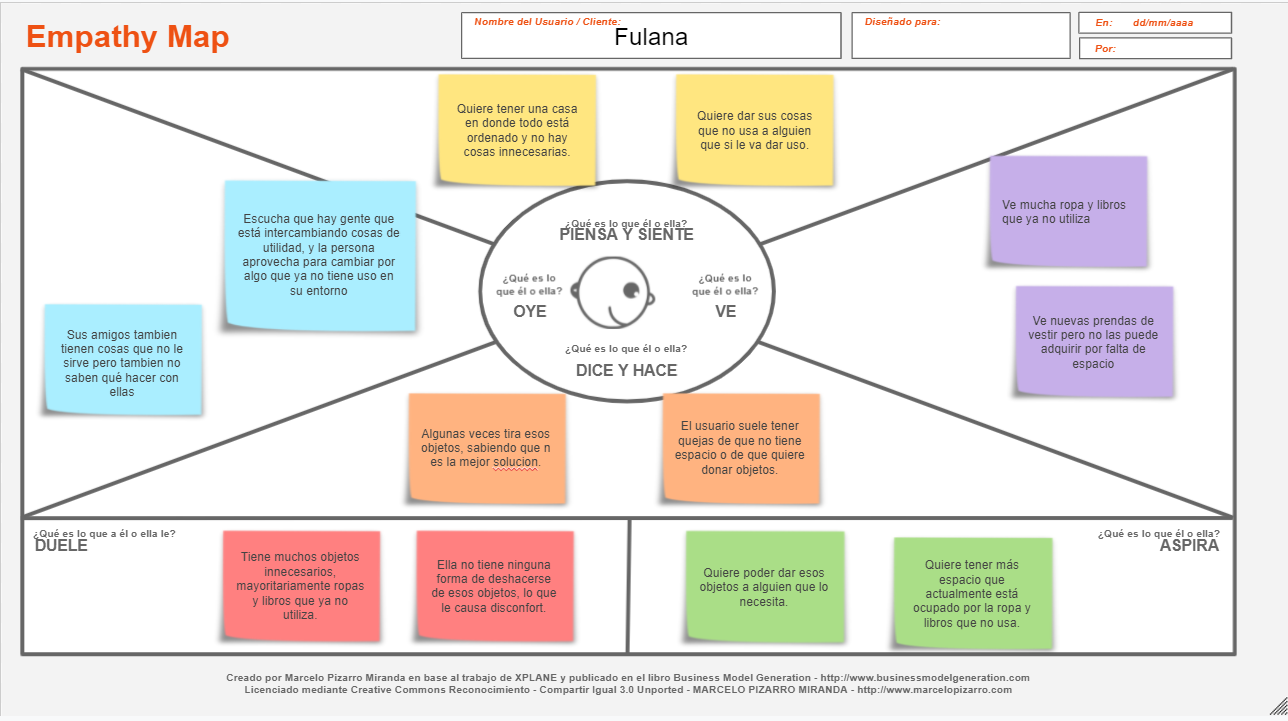 Empathy Map
Nombre del Usuario / Cliente:
Fulana
Diseñado para:
En: dd/mm/aaaa
Por:
Quiere tener una casa
en donde todo está
ordenado y no hay
cosas innecesarias.
Quiere dar sus cosas
que no usa a alguien
que si le va dar uso.
Escucha que hay gente que
está intercambiando cosas de
utilidad, y la persona
aprovecha para cambiar por
algo que ya no tiene uso en
su entorno
Sus amigos tambien
tienen cosas que no le
sirve pero tambien no
saben qué hacer con
ellas
¿Qué es lo que él o ella?
PIENSA Y SIENTE
¿Qué es lo
que él o ella?
OYE
¿Qué es lo
que él o ella?
VE
¿Qué es lo que él o ella?
DICE Y HACE
Ve mucha ropa y libros
que ya no utiliza
Ve nuevas prendas de
vestir pero no las puede
adquirir por falta de
espacio
Algunas veces tira esos
objetos, sabiendo que n
es la mejor solucion.
El usuario suele tener
quejas de que no tiene
espacio o de que quiere
donar objetos.
¿Qué es lo que a él o ella le?
DUELE
Tiene muchos objetos
innecesarios,
mayoritariamente ropas
y libros que ya no
utiliza.
Ella no tiene ninguna
forma de deshacerse
de esos objetos, lo que
le causa disconfort.
¿Qué es lo que él o ella?
ASPIRA
Quiere poder dar esos
objetos a alguien que lo
necesita.
Quiere tener más
espacio que
actualmente está
ocupado por la ropa y
libros que no usa.
Creado por Marcelo Pizarro Miranda en base al trabajo de XPLANE y publicado en el libro Business Model Generation - http://www.businessmodelgeneration.com
Licenciado mediante Creative Commons Reconocimiento - Compartir Igual 3.0 Unported - MARCELO PIZARRO MIRANDA - http://www.marcelopizarro.com